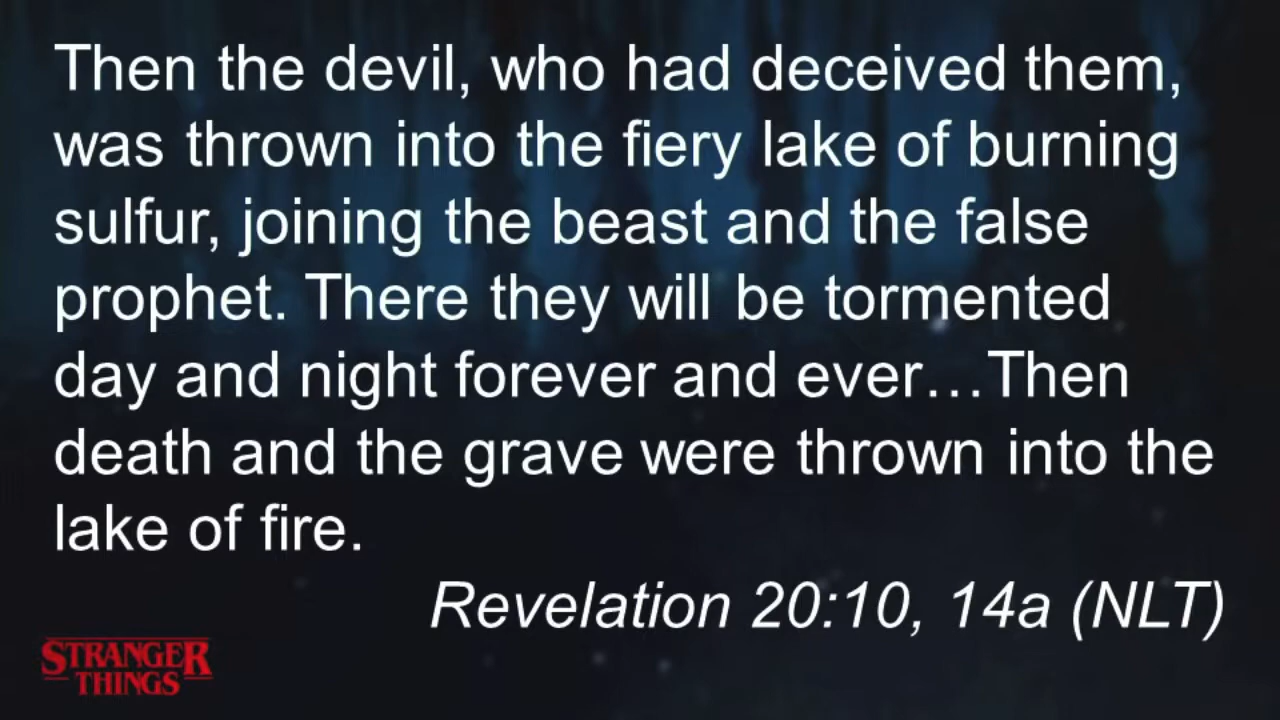 Then the devil, who had deceived them,
was thrown into the fiery lake of burning
sulfur, joining the beast and the false
prophet. There they will be tormented
day and night forever and ever…Then
death and the grave were thrown into the
lake of fire.
Revelation 20:10, 14a (NLT)
STRANGER
THINGS